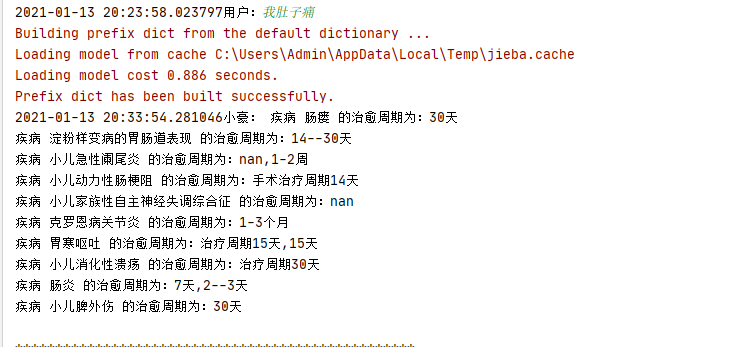 2021-01-13 20:23:58.023797用户：我肚子痛
Building prefix dict from the default dictionary ...
Loading model from cache C:\Users\Admin\AppData\Local\Temp\jieba.cache
Loading model cost 0.886 seconds.
Prefix dict has been built successfully.
2021-01-13 20:33:54.281046小豪： 疾病 肠瘘 的治愈周期为：30天
疾病 淀粉样变病的胃肠道表现 的治愈周期为：14--30天
疾病 小儿急性阑尾炎 的治愈周期为：nan,1-2周
疾病 小儿动力性肠梗阻 的治愈周期为：手术治疗周期14天
疾病 小儿家族性自主神经失调综合征 的治愈周期为：nan
疾病 克罗恩病关节炎 的治愈周期为：1-3个月
疾病 胃寒呕吐 的治愈周期为：治疗周期15天,15天
疾病 小儿消化性溃疡 的治愈周期为：治疗周期30天
疾病 肠炎 的治愈周期为：7天,2--3天
疾病 小儿脾外伤 的治愈周期为：30天